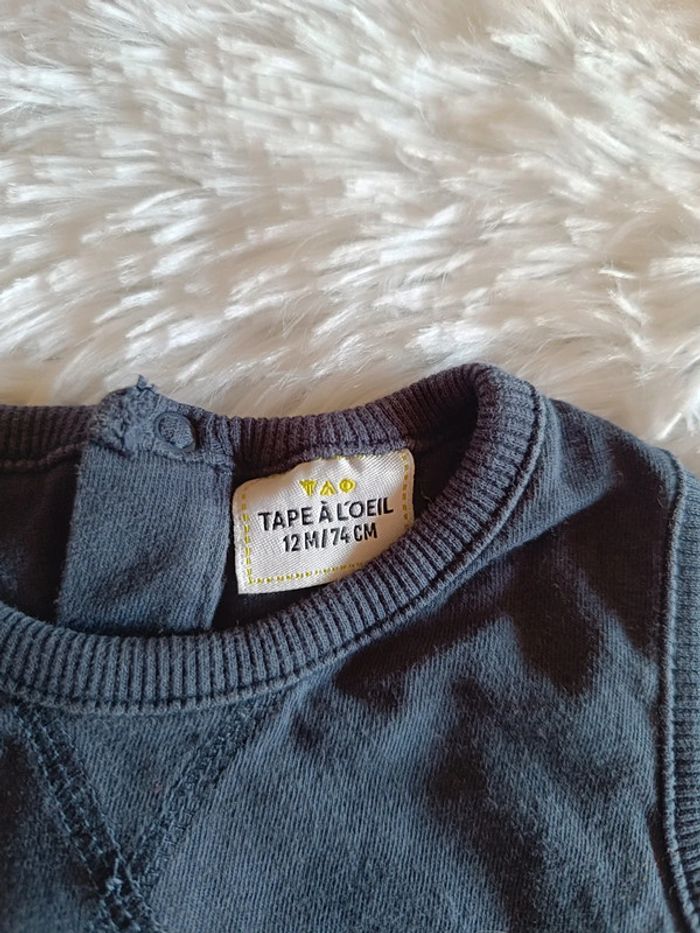 TAO
TAPE À L'OEIL
12 M/74 CM